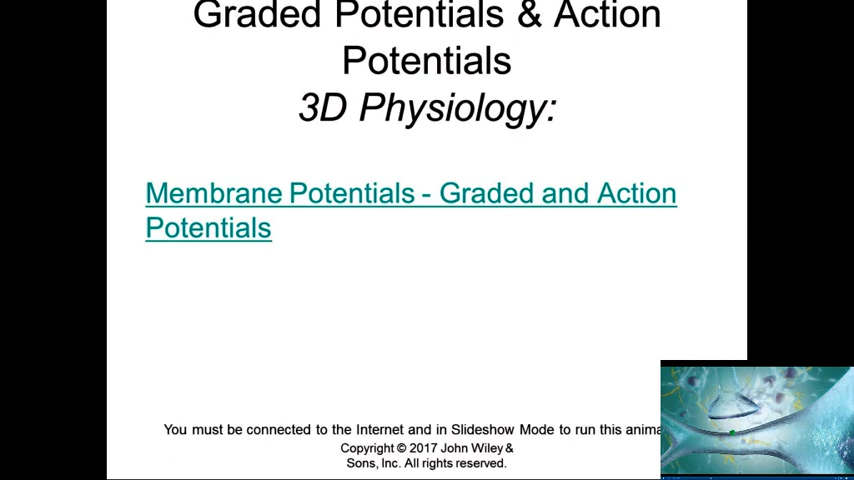 Graded Potentials & Action
Potentials
3D Physiology:
Membrane Potentials - Graded and Action
Potentials
You must be connected to the Internet and in Slideshow Mode to run this
Copyright © 2017 John Wiley &
Sons, Inc. All rights reserved.